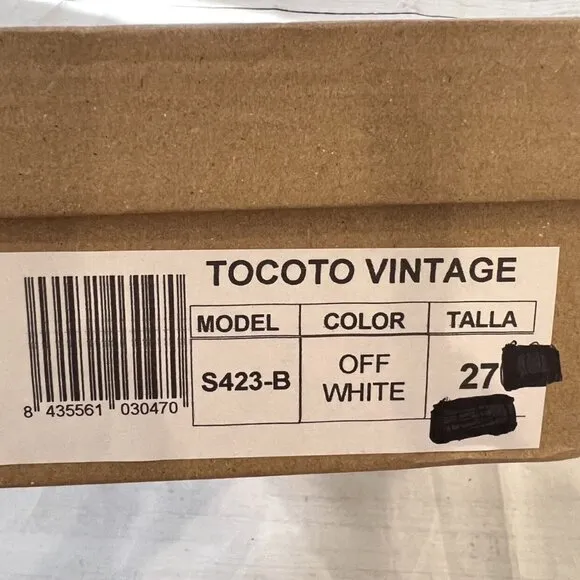 TOCOTO VINTAGE
MODEL COLOR TALLA
S423-B OFF WHITE 27
8 435561 030470